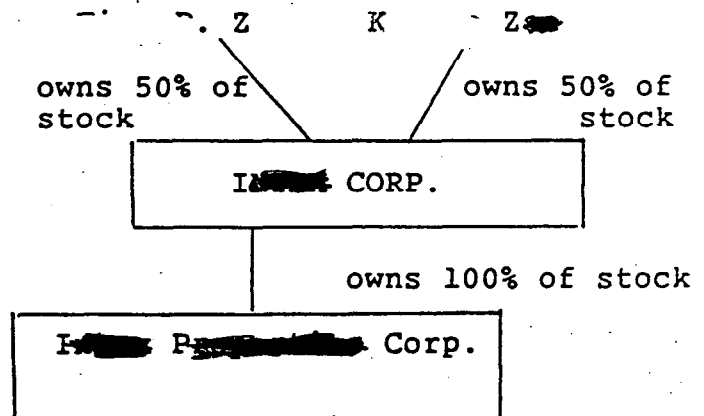 Z K Z
owns 50% of owns 50% of
stock stock
CORP.
owns 100% of stock
Corp.